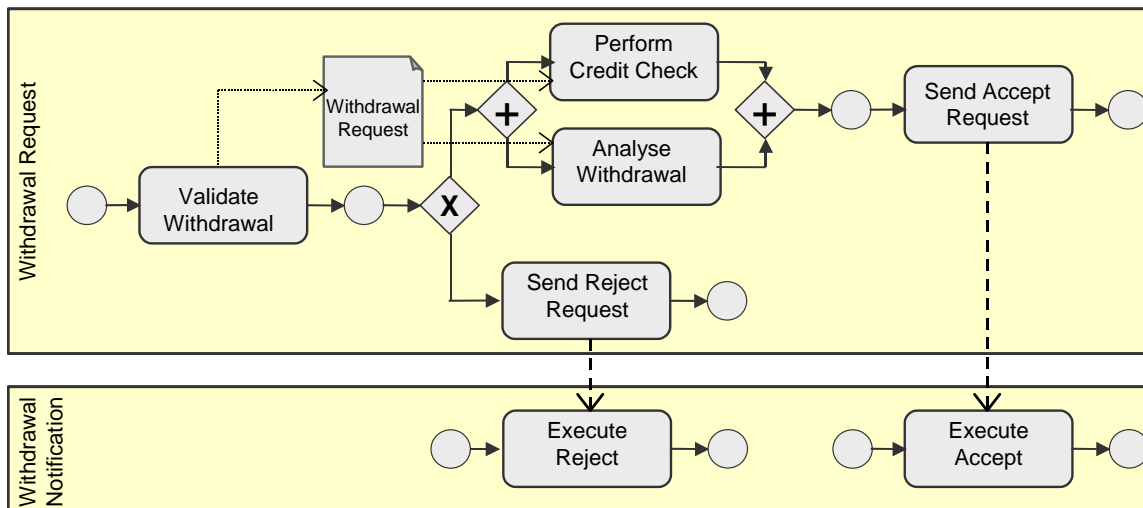 Withdrawal Request
Validate
Withdrawal
Withdrawal
Request
X
+
Perform
Credit Check
Analyse
Withdrawal
+
Send Accept
Request
Send Reject
Request
Withdrawal
Notification
Execute
Reject
Execute
Accept